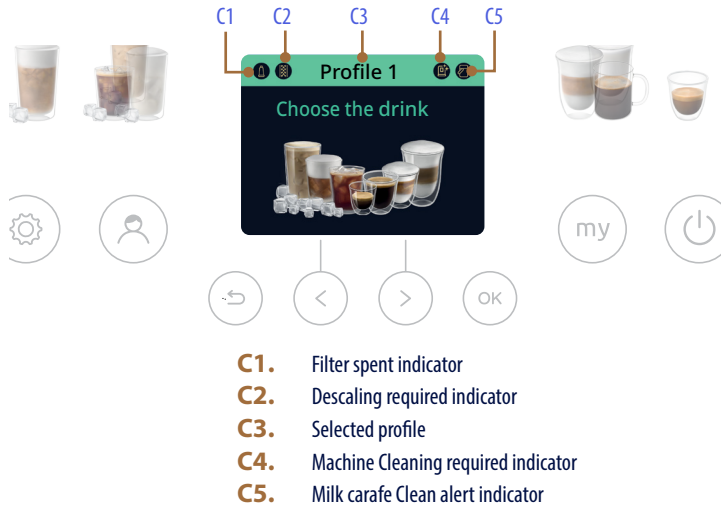 C1 C2 C3 C4 C5
Profile 1
Choose the drink
my
OK
C1. Filter spent indicator
C2. Descaling required indicator
C3. Selected profile
C4. Machine Cleaning required indicator
C5. Milk carafe Clean alert indicator